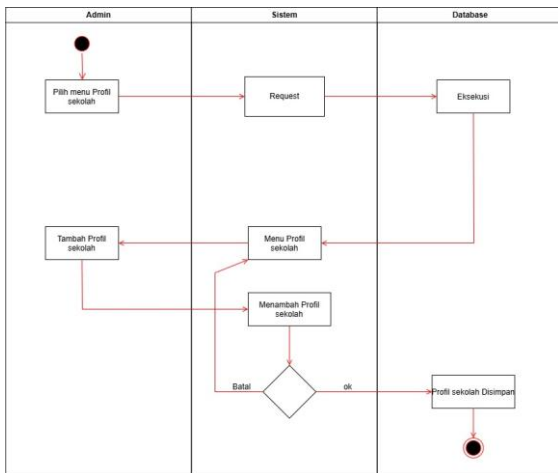 Admin
Sistem
Database
Pilih menu Profil
sekolah
Request
Eksekusi
Tambah Profil
sekolah
Menu Profil
sekolah
Menambah Profil
sekolah
Batal
ok
Profil sekolah Disimpan